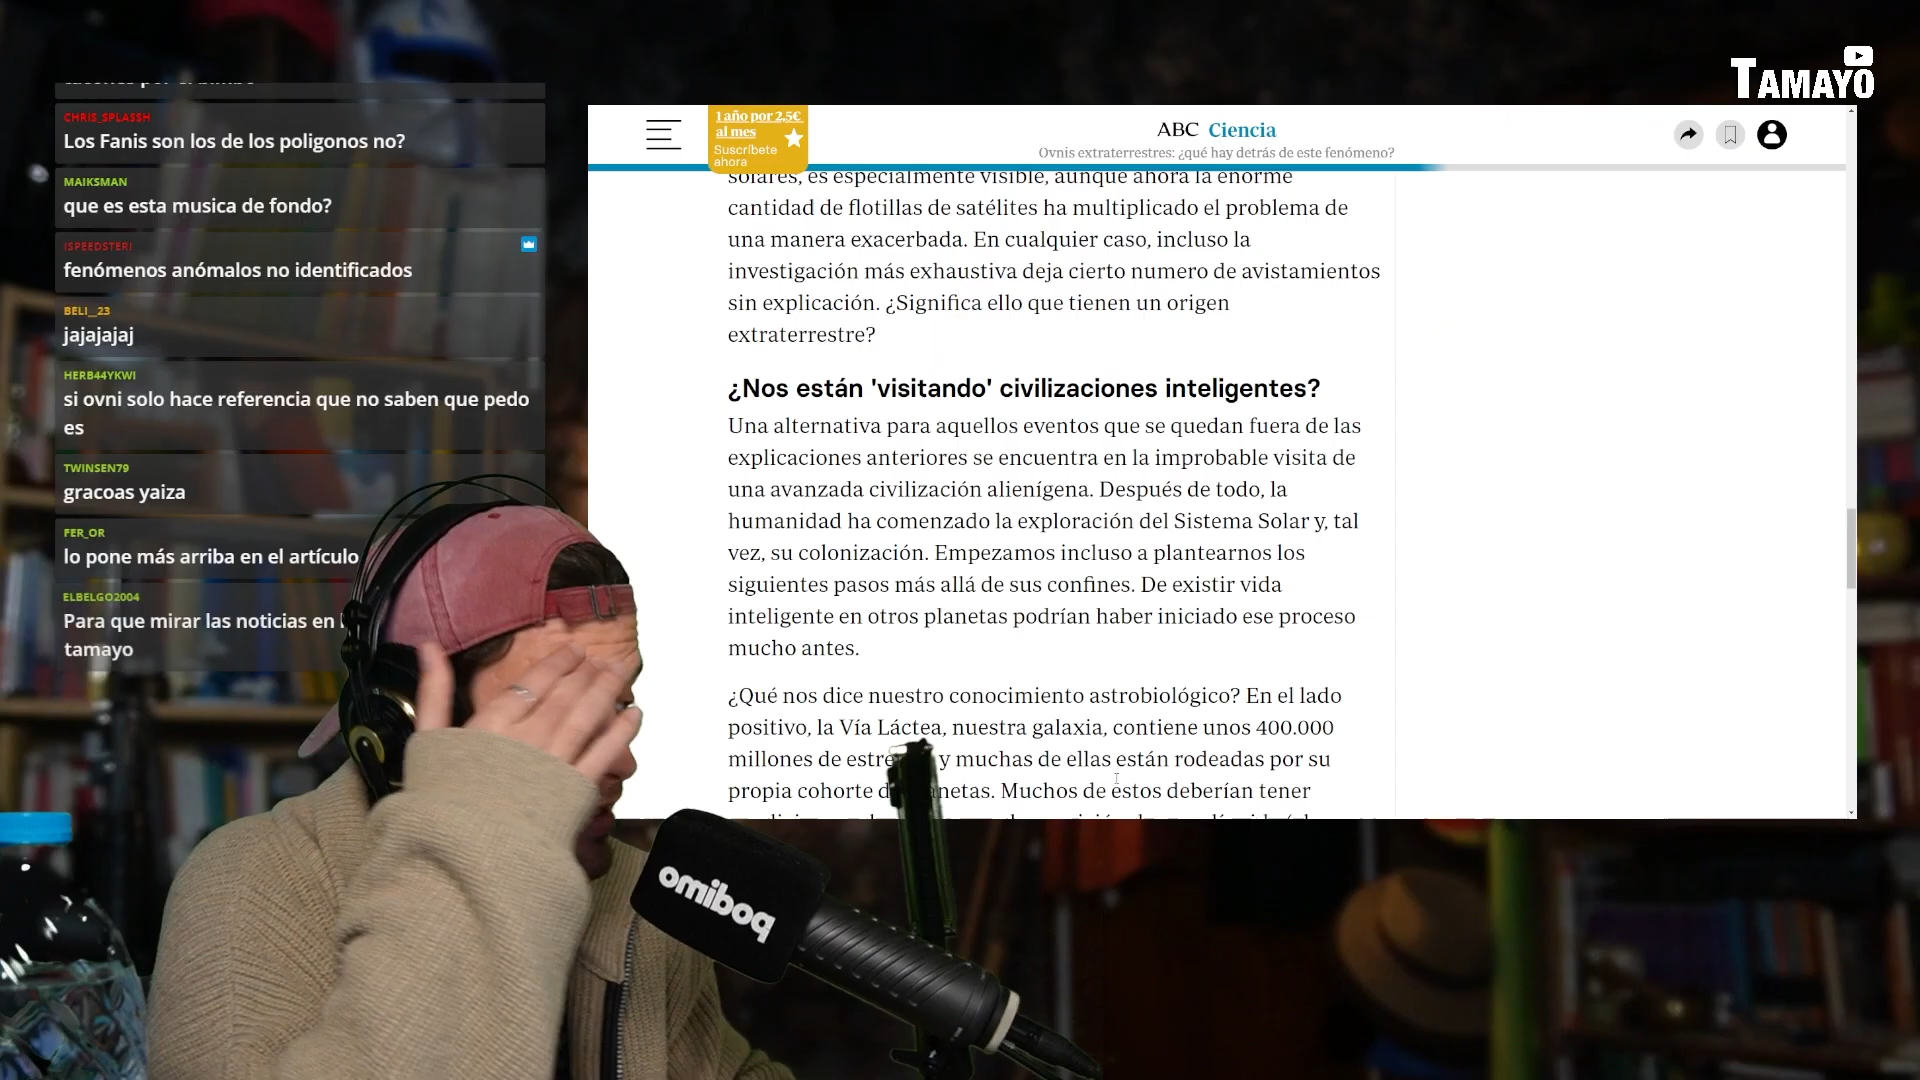 TAMAYO
CHRIS_SPLASSH
Los Fanis son los de los poligonos no?
MAIKSMAN
que es esta musica de fondo?
ISPEEDSTERI
fenómenos anómalos no identificados
BELI__23
jajajajaj
HERB44YKWI
si ovni solo hace referencia que no saben que pedo
es
TWINSEN79
gracoas yaiza
FER_OR
lo pone más arriba en el artículo
ELBELGO2004
Para que mirar las noticias en
tamayo
1 año por 2,5€
al mes
Suscríbete
ahora
ABC Ciencia
Ovnis extraterrestres: ¿qué hay detrás de este fenómeno?
solares, es especialmente visible, aunque ahora la enorme
cantidad de flotillas de satélites ha multiplicado el problema de
una manera exacerbada. En cualquier caso, incluso la
investigación más exhaustiva deja cierto numero de avistamientos
sin explicación. ¿Significa ello que tienen un origen
extraterrestre?
¿Nos están 'visitando' civilizaciones inteligentes?
Una alternativa para aquellos eventos que se quedan fuera de las
explicaciones anteriores se encuentra en la improbable visita de
una avanzada civilización alienígena. Después de todo, la
humanidad ha comenzado la exploración del Sistema Solar y, tal
vez, su colonización. Empezamos incluso a plantearnos los
siguientes pasos más allá de sus confines. De existir vida
inteligente en otros planetas podrían haber iniciado ese proceso
mucho antes.
¿Qué nos dice nuestro conocimiento astrobiológico? En el lado
positivo, la Vía Láctea, nuestra galaxia, contiene unos 400.000
millones de y muchas de ellas están rodeadas por su
propia cohorte Muchos de estos deberían tener
omiboq